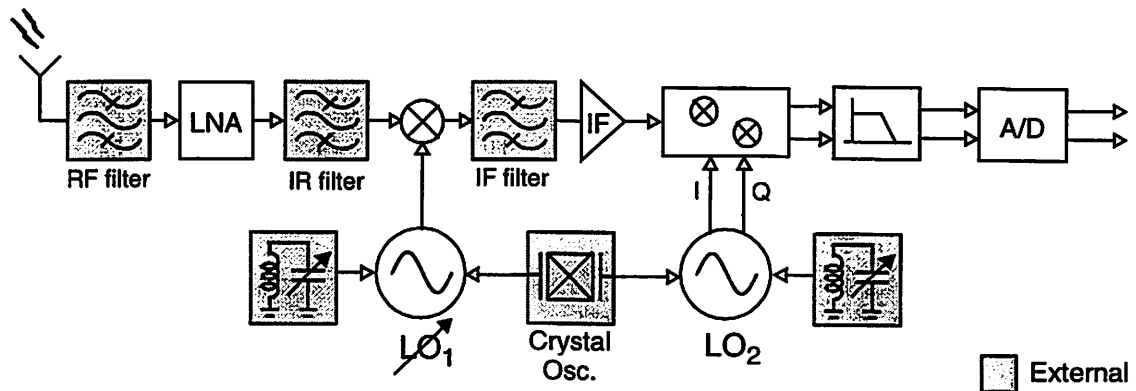 LNA
IF
A/D
RF filter
IR filter
IF filter
I
Q
LO1
Crystal
Osc.
LO2
External